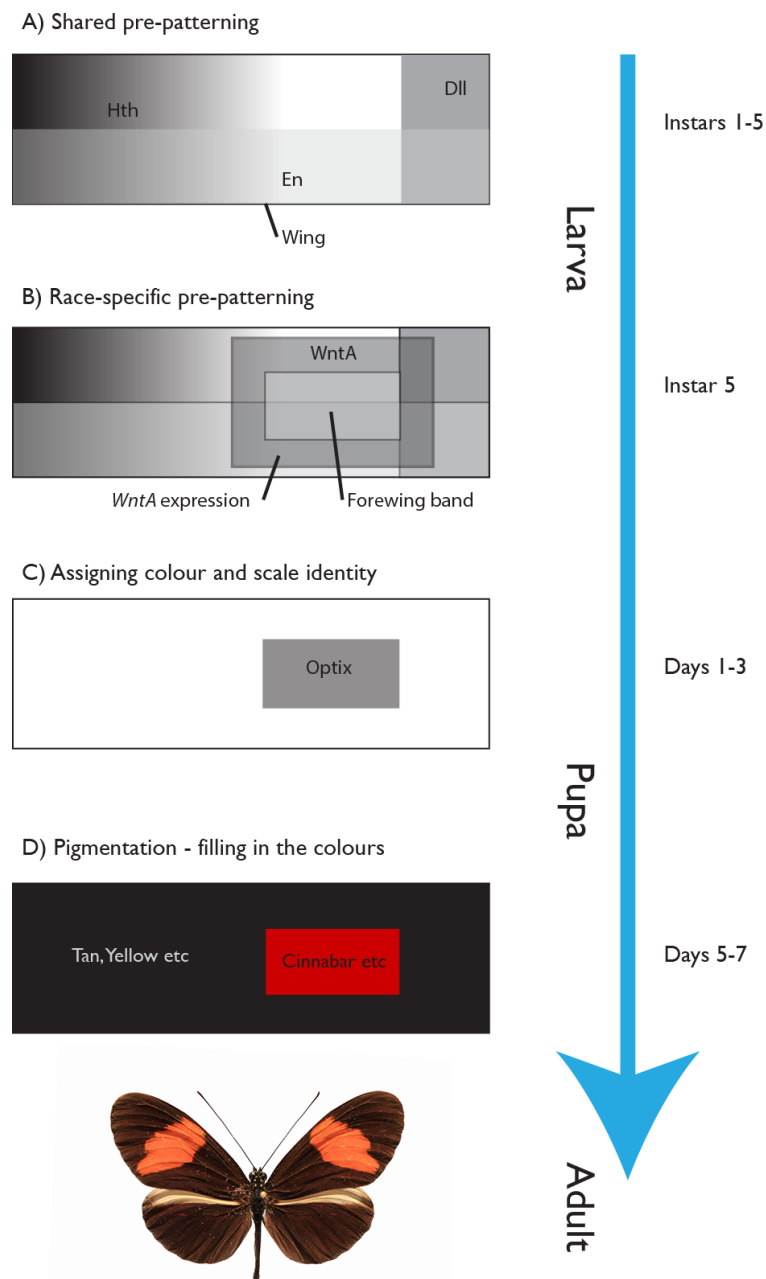 A) Shared pre-patterning
Hth
Dll
En
Wing
Instars 1-5
Larva
B) Race-specific pre-patterning
WntA
WntA expression
Forewing band
Instar 5
C) Assigning colour and scale identity
Optix
Days 1-3
Pupa
D) Pigmentation - filling in the colours
Tan, Yellow etc
Cinnabar etc
Days 5-7
Adult